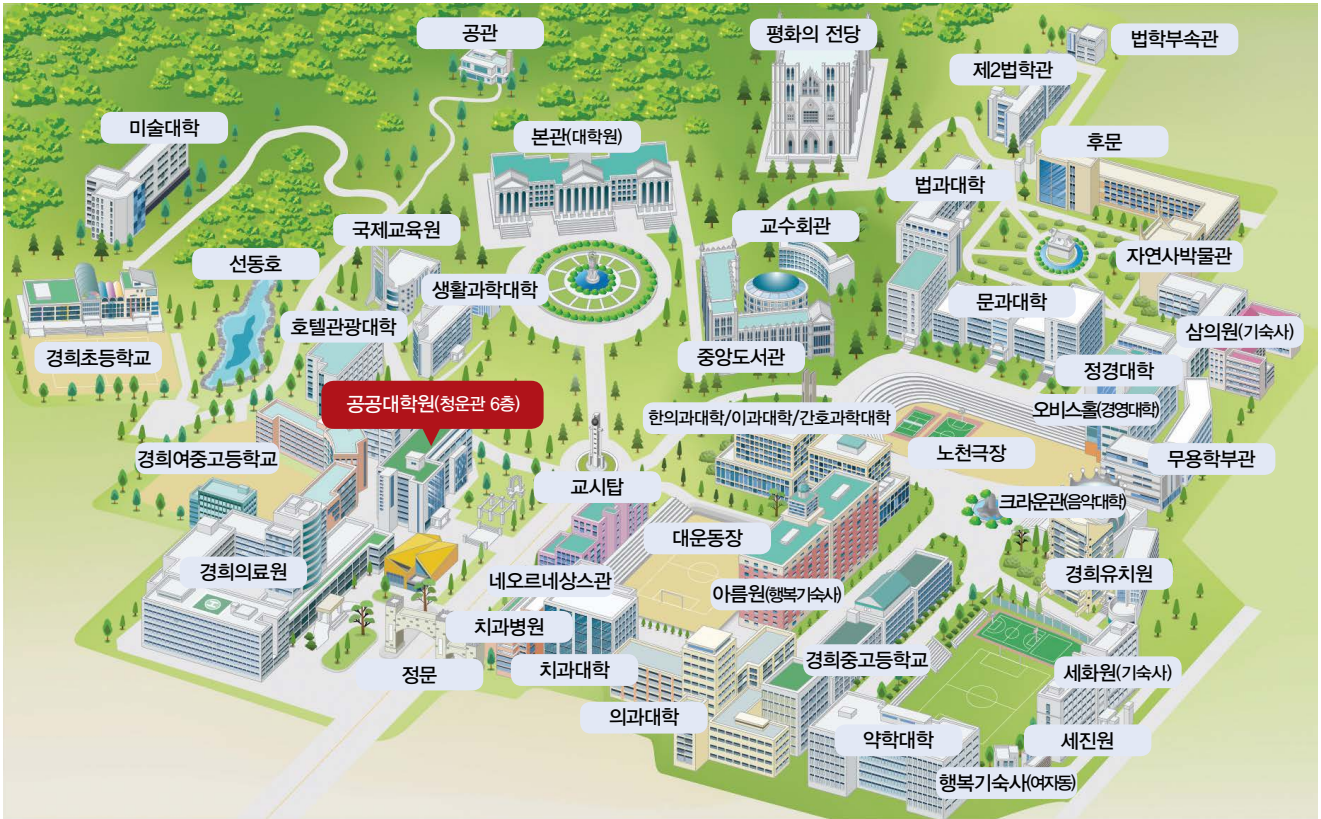 공관
평화의 전당
법학부속관
제2법학관
미술대학
본관(대학원)
후문
법과대학
국제교육원
교수회관
선동호
자연사박물관
생활과학대학
문과대학
호텔관광대학
삼의원(기숙사)
경희초등학교
중앙도서관
정경대학
공공대학원(청운관 6층)
한의과대학/이과대학/간호과학대학
오비스홀(경영대학)
경희여중고등학교
노천극장
무용학부관
교시탑
크라운관(음악대학)
대운동장
경희의료원
네오르네상스관
아름원(행복기숙사)
경희유치원
치과병원
정문
치과대학
경희중고등학교
세화원(기숙사)
의과대학
약학대학
세진원
행복기숙사(여자동)